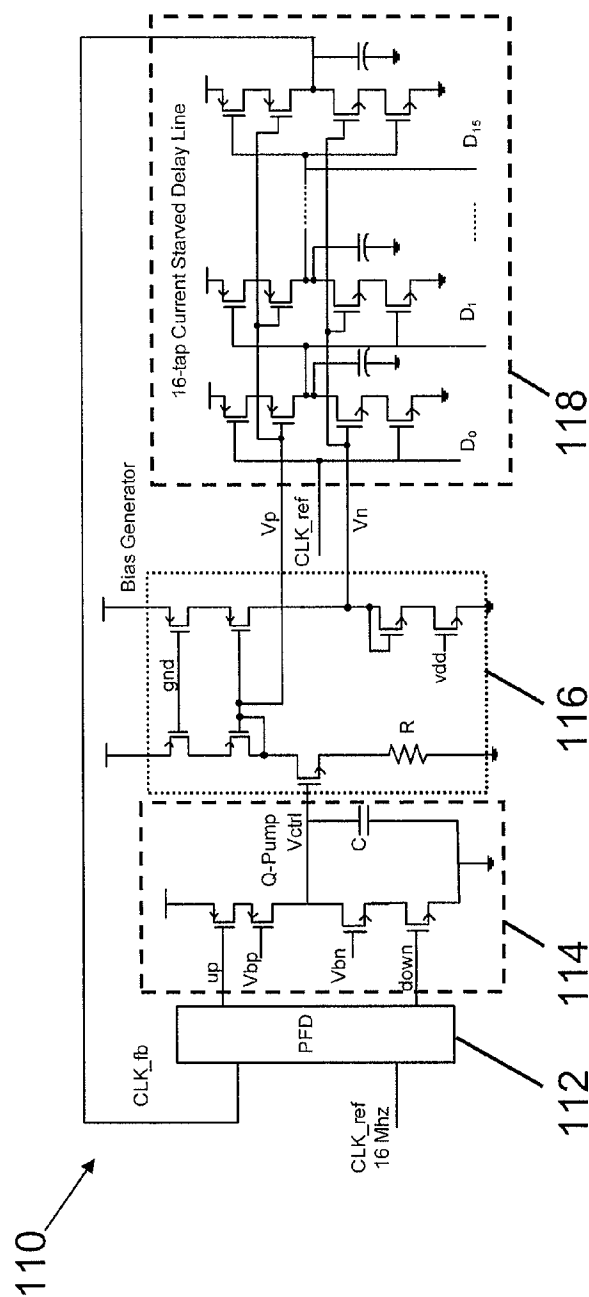 110
CLK_fb
CLK_ref
16 Mhz
PFD
112
up
Vbp
Vbn
down
Q-Pump
Vctrl
C
114
Bias Generator
gnd
R
vdd
116
Vp
CLK_ref
Vn
16-tap Current Starved Delay Line
D0
D1
........
D15
118